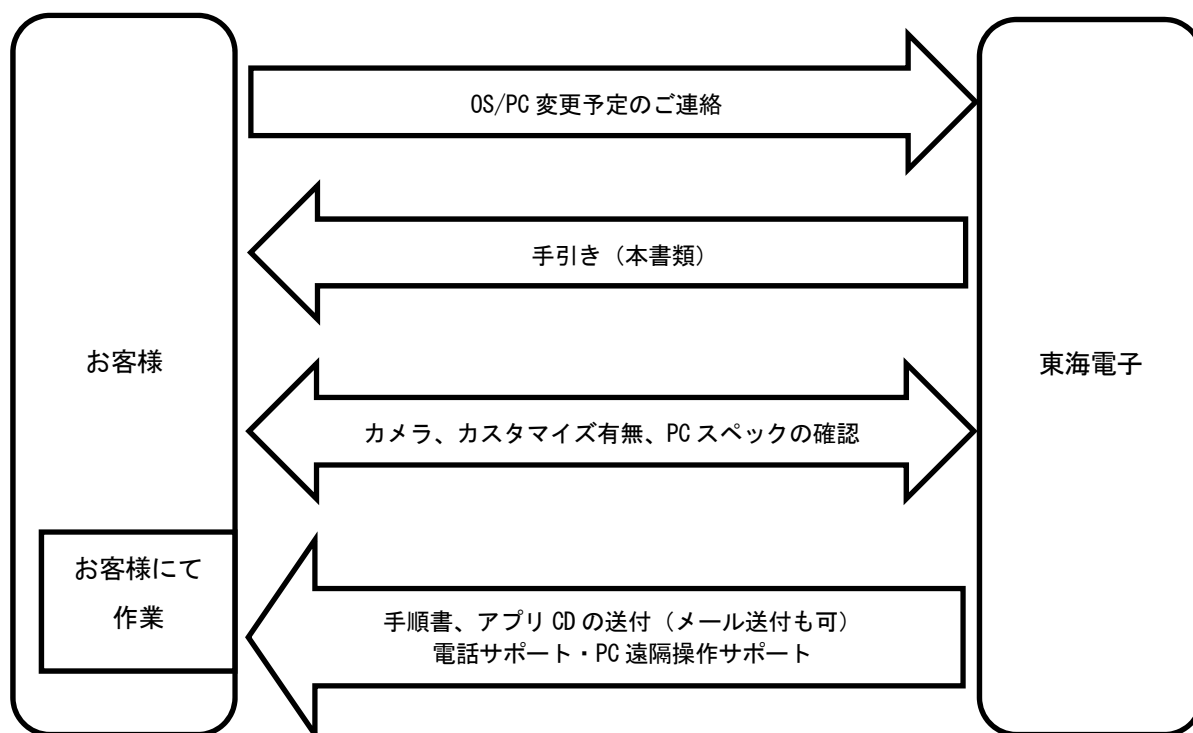 OS/PC 変更予定のご連絡
手引き（本書類）
お客様
東海電子
カメラ、カスタマイズ有無、PC スペックの確認
お客様にて
作業
手順書、アプリ CD の送付（メール送付も可）
電話サポート・PC 遠隔操作サポート